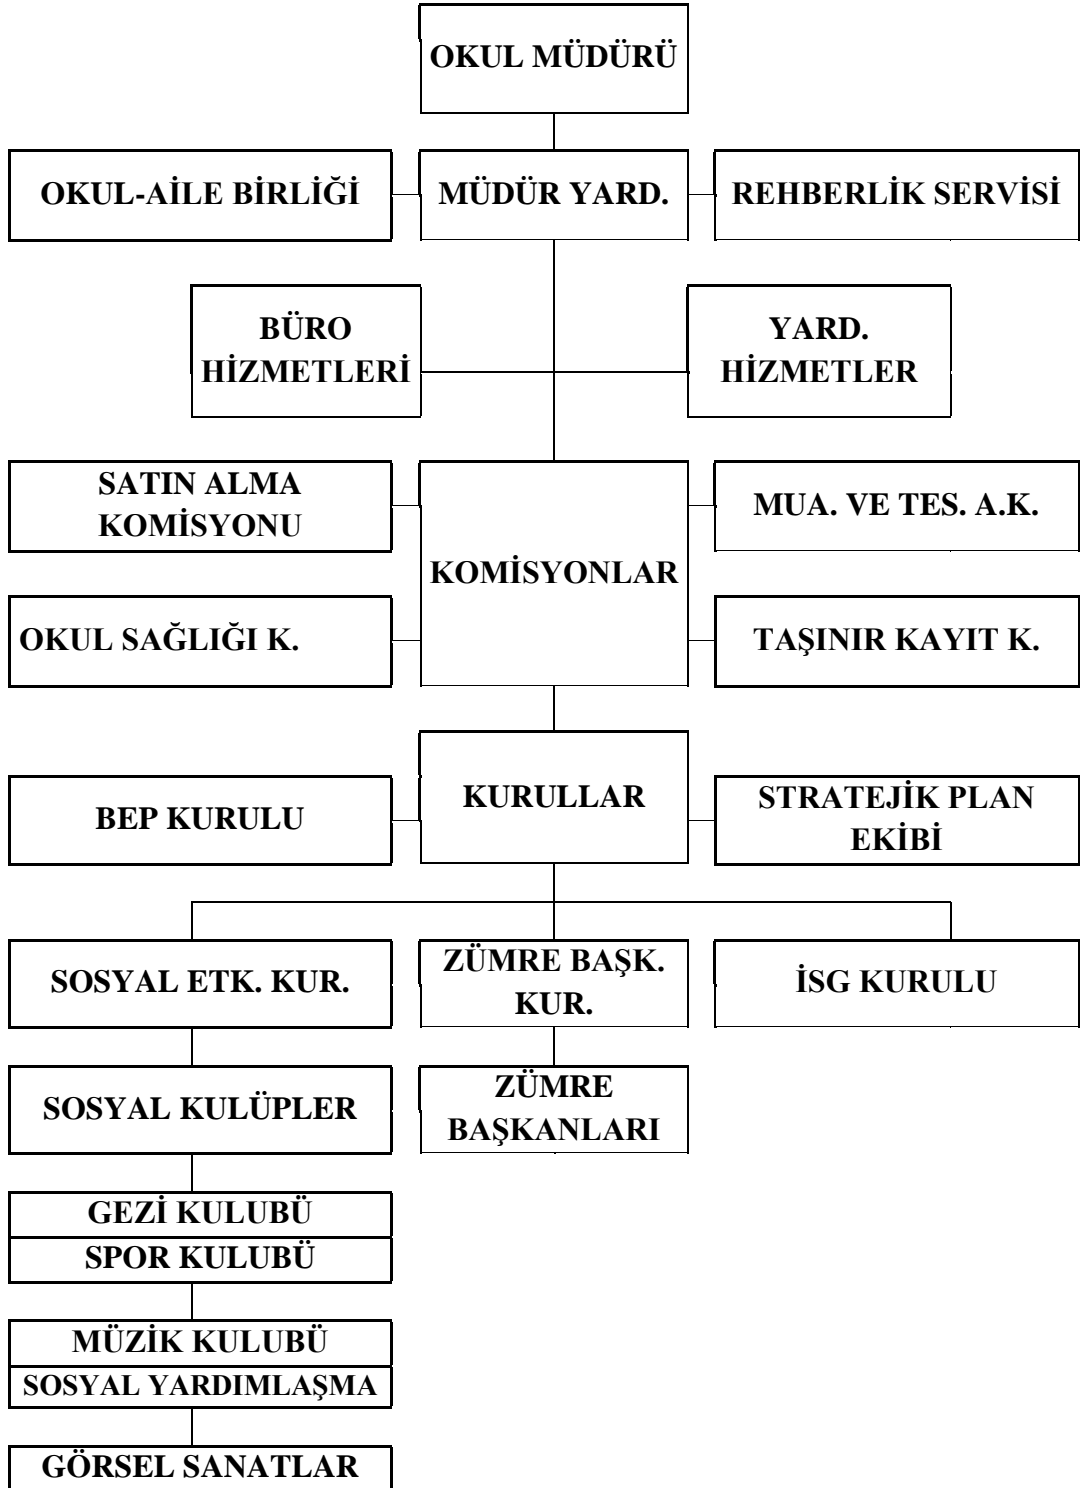 OKUL MÜDÜRÜ
OKUL-AİLE BİRLİĞİ
MÜDÜR YARD.
REHBERLİK SERVİSİ
BÜRO
HİZMETLERİ
YARD.
HİZMETLER
SATIN ALMA
KOMİSYONU
KOMİSYONLAR
MUA. VE TES. A.K.
OKUL SAĞLIĞI K.
TAŞINIR KAYIT K.
BEP KURULU
KURULLAR
STRATEJİK PLAN
EKİBİ
SOSYAL ETK. KUR.
ZÜMRE BAŞK.
KUR.
İSG KURULU
SOSYAL KULÜPLER
ZÜMRE
BAŞKANLARI
GEZİ KULUBÜ
SPOR KULUBÜ
MÜZİK KULUBÜ
SOSYAL YARDIMLAŞMA
GÖRSEL SANATLAR